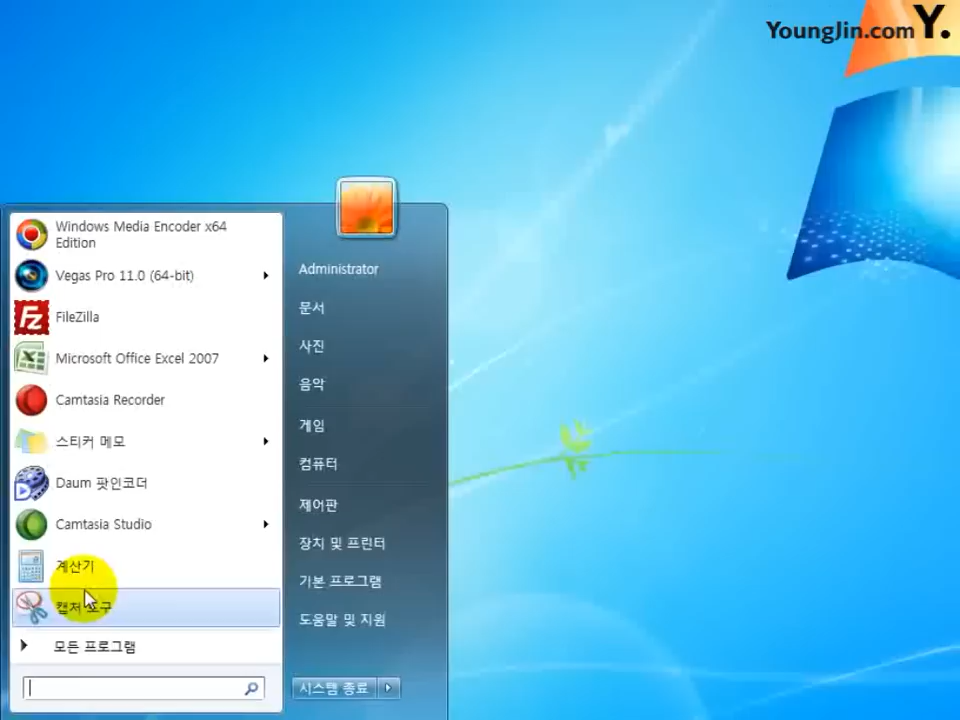 YoungJin.com Y.
Windows Media Encoder x64
Edition
Vegas Pro 11.0 (64-bit)
FileZilla
Microsoft Office Excel 2007
Camtasia Recorder
스티커 메모
Daum 팟인코더
Camtasia Studio
계산기
캡처 도구
모든 프로그램
Administrator
문서
사진
음악
게임
컴퓨터
제어판
장치 및 프린터
기본 프로그램
도움말 및 지원
시스템 종료